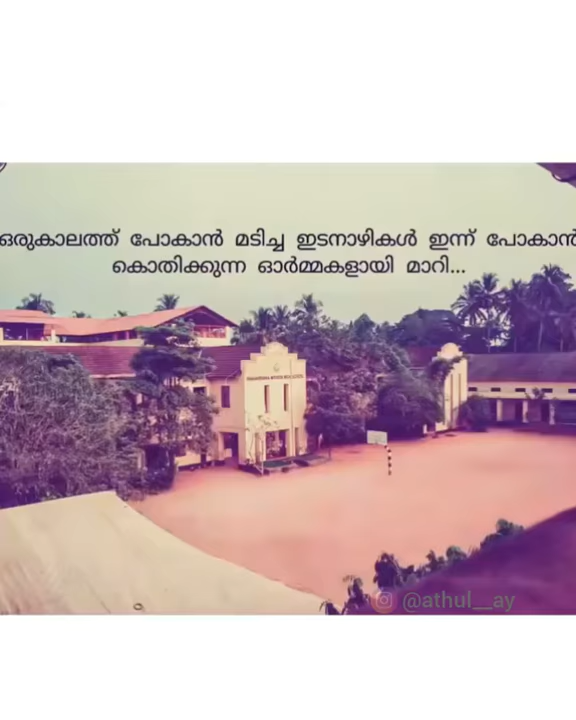 ഒരുകാലത്ത് പോകാൻ മടിച്ച ഇടനാഴികൾ ഇന്ന് പോകാൻ
കൊതിക്കുന്ന ഓർമ്മകളായി മാറി...
@athul__ay